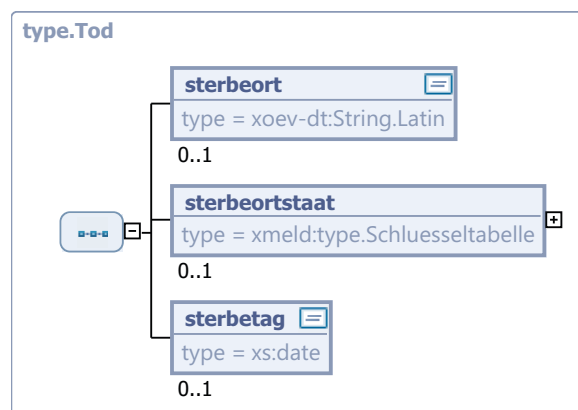 type.Tod
sterbeort
type = xoev-dt:String.Latin
0..1
sterbeortstaat
type = xmeld:type.Schluesseltabelle
0..1
sterbetag
type = xs:date
0..1